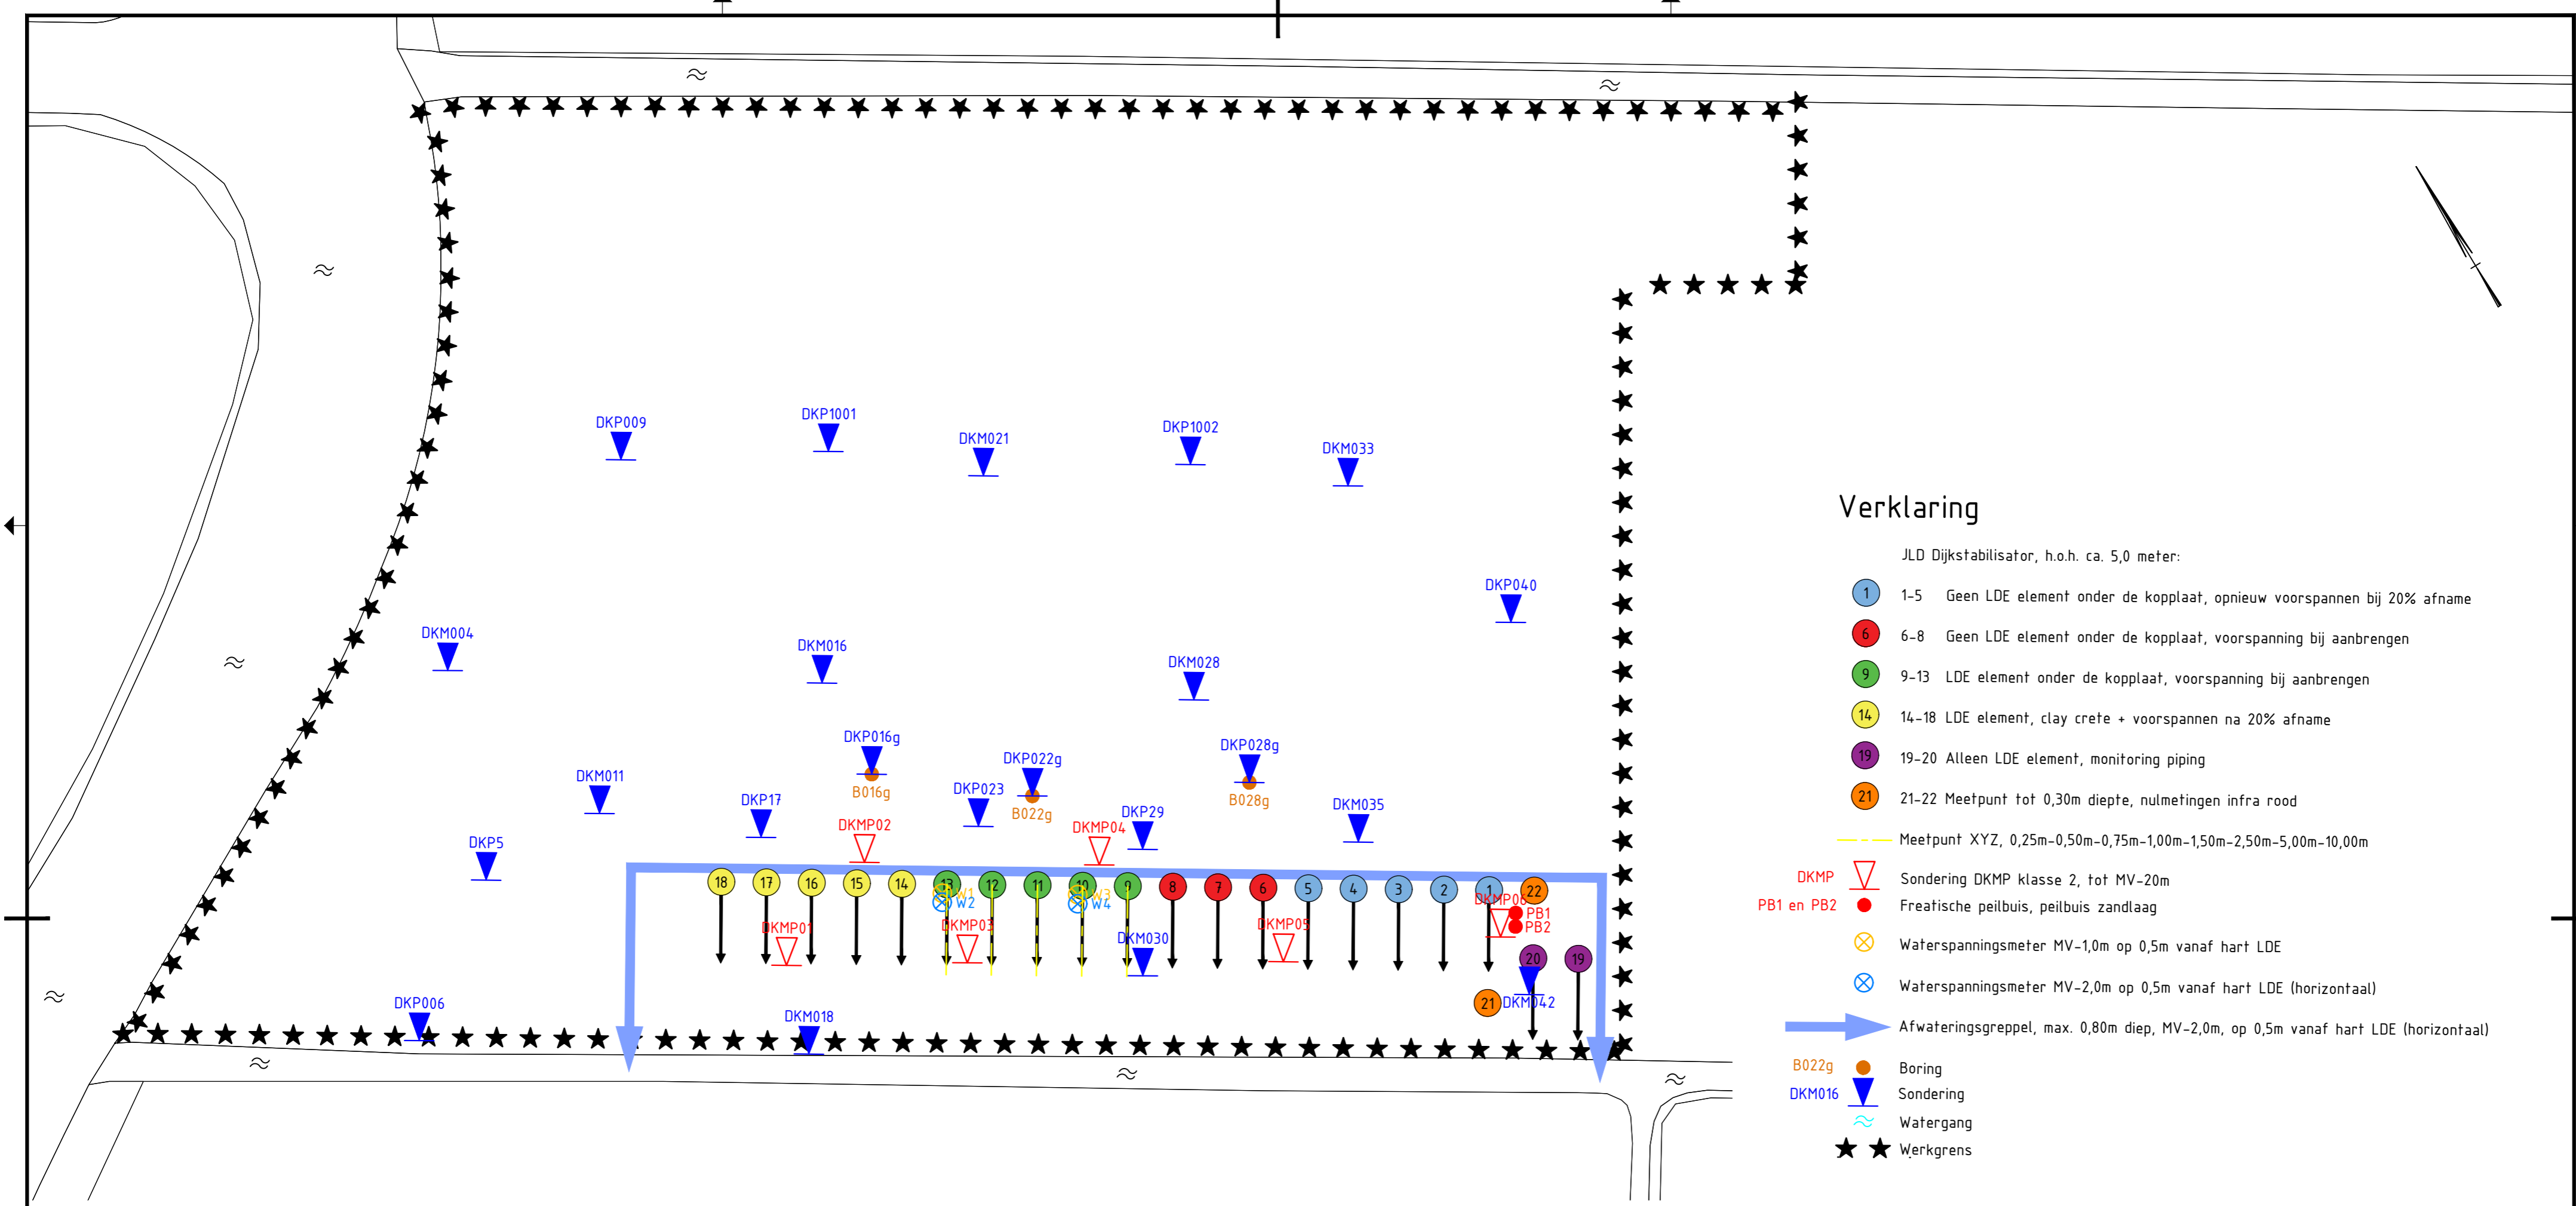 DKP009
DKP1001
DKM021
DKP1002
DKM033
DKP040
DKM004
DKM016
DKM028
DKP016g
B016g
DKP022g
B022g
DKP028g
B028g
DKM011
DKP17
DKP023
DKP29
DKM035
DKP5
DKMP02
DKMP04
18 17 16 15 14 13 12 11 10 9 8 7 6 5 4 3 2 1 22
W1
W2
W3
W4
DKMP01
DKMP03
DKMP05
DKMP06
PB1
PB2
DKM030
20 19
21
DKM042
DKP006
DKM018
Verklaring
JLD Dijkstabilisator, h.o.h. ca. 5,0 meter:
1 1-5 Geen LDE element onder de kopplaat, opnieuw voorspannen bij 20% afname
6 6-8 Geen LDE element onder de kopplaat, voorspanning bij aanbrengen
9 9-13 LDE element onder de kopplaat, voorspanning bij aanbrengen
14 14-18 LDE element, clay crete + voorspannen na 20% afname
19 19-20 Alleen LDE element, monitoring piping
21 21-22 Meetpunt tot 0,30m diepte, nulmetingen infra rood
Meetpunt XYZ, 0,25m-0,50m-0,75m-1,00m-1,50m-2,50m-5,00m-10,00m
DKMP Sondering DKMP klasse 2, tot MV-20m
PB1 en PB2 Freatische peilbuis, peilbuis zandlaag
Waterspanningsmeter MV-1,0m op 0,5m vanaf hart LDE
Waterspanningsmeter MV-2,0m op 0,5m vanaf hart LDE (horizontaal)
Afwateringsgreppel, max. 0,80m diep, MV-2,0m, op 0,5m vanaf hart LDE (horizontaal)
B022g Boring
DKM016 Sondering
Watergang
Werkgrens